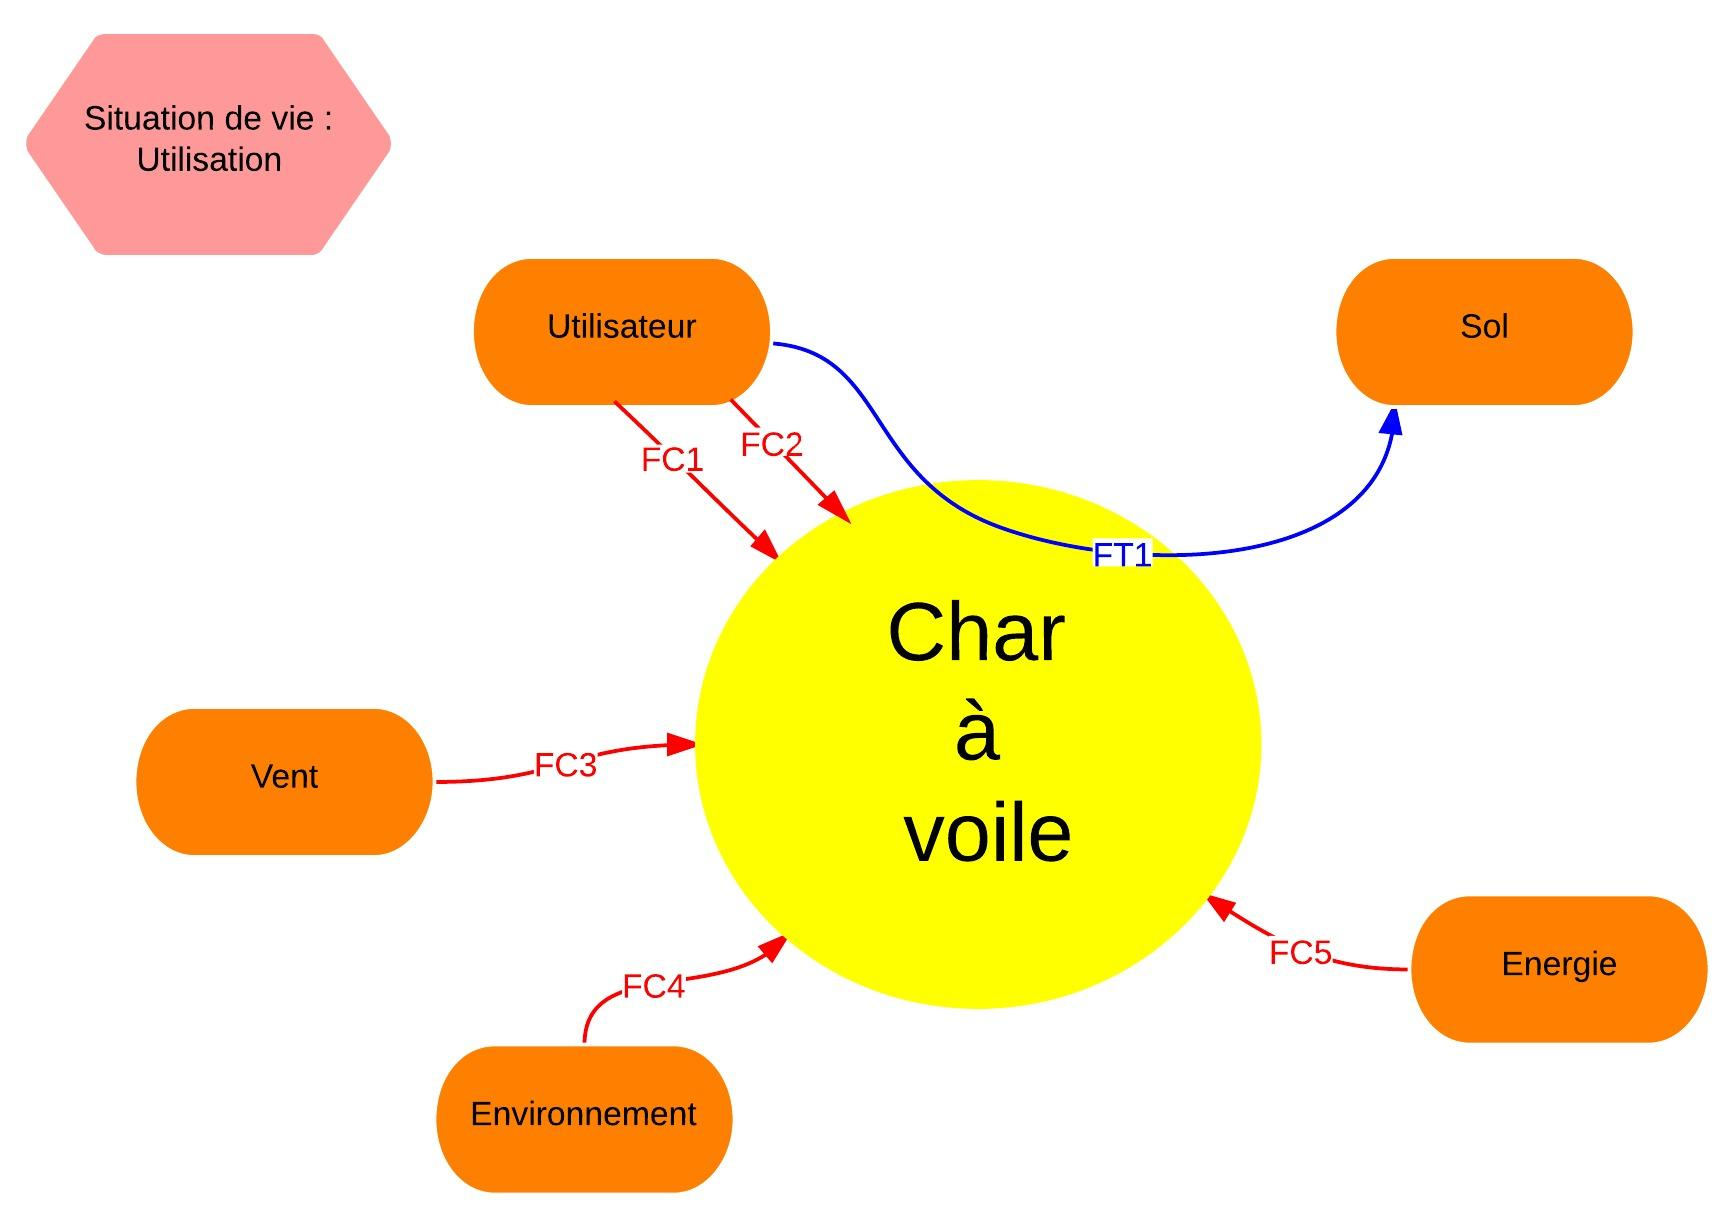 Situation de vie :
Utilisation
Utilisateur
Sol
FC1
FC2
FT1
Char
à
voile
Vent
FC3
FC4
FC5
Energie
Environnement